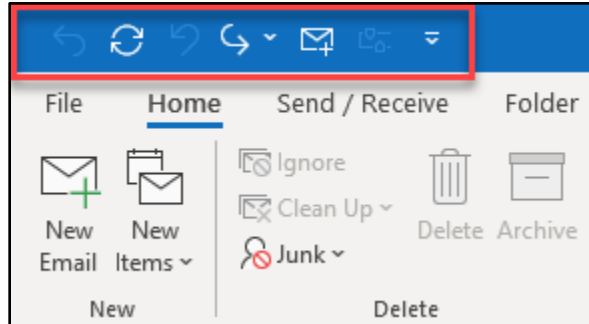 File Home Send / Receive Folder
New Email
New Items
Ignore
Clean Up
Junk
Delete
Archive
New
Delete